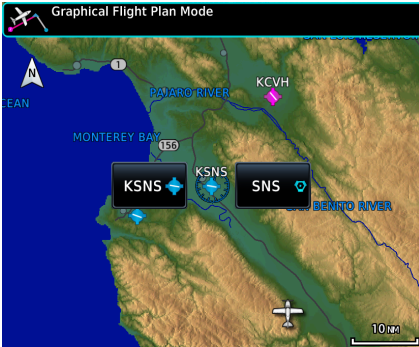 Graphical Flight Plan Mode
N
1
KCVH
CEAN
PAJARO RIVER
MONTEREY BAY
156
KSNS
KSNS
SNS
BENITO RIVER
10 NM